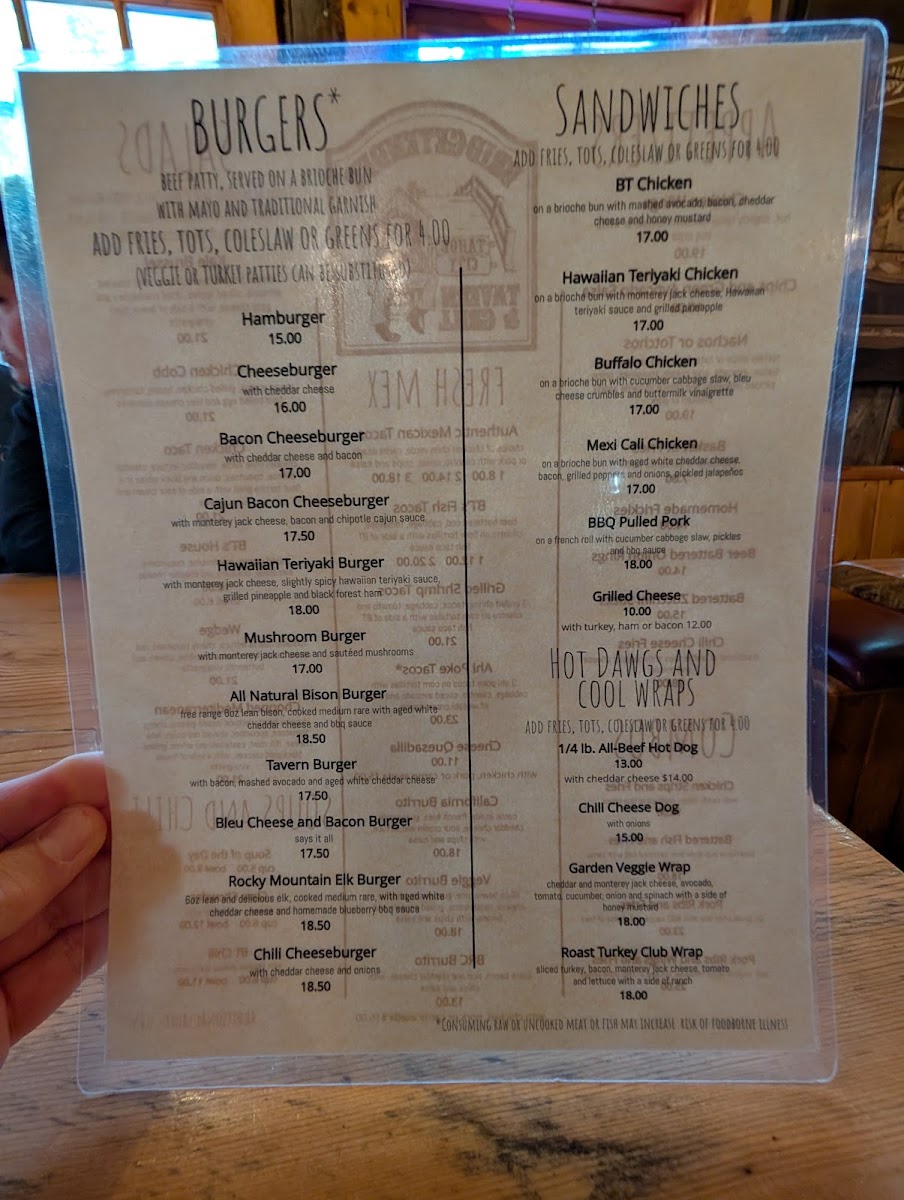 BURGERS*
BEEF PATTY, SERVED ON A BRIOCHE BUN
WITH MAYO AND TRADITIONAL GARNISH
ADD FRIES, TOTS, COLESLAW OR GREENS FOR 4.00
(VEGGIE OR TURKEY PATTIES CAN BE SUBSTITUTED)
Hamburger
15.00
Cheeseburger
with cheddar cheese
16.00
Bacon Cheeseburger
with cheddar cheese and bacon
17.00
Cajun Bacon Cheeseburger
with monterey jack cheese, bacon and chipotle cajun sauce
17.50
Hawaiian Teriyaki Burger
with monterey jack cheese, slightly spicy hawaiian teriyaki sauce,
grilled pineapple and black forest ham
18.00
Mushroom Burger
with monterey jack cheese and sautéed mushrooms
17.00
All Natural Bison Burger
free range 8oz lean bison, cooked medium rare with aged white
cheddar cheese and bbq sauce
18.50
Tavern Burger
with bacon, mashed avocado and aged white cheddar cheese
17.50
Bleu Cheese and Bacon Burger
says it all
17.50
Rocky Mountain Elk Burger
6oz lean and delicious elk, cooked medium rare, with aged white
cheddar cheese and homemade blueberry bbq sauce
18.50
Chili Cheeseburger
with cheddar cheese and onions
18.50
SANDWICHES
ADD FRIES, TOTS, COLESLAW OR GREENS FOR 4.00
BT Chicken
on a brioche bun with mashed avocado, bacon, cheddar
cheese and honey mustard
17.00
Hawaiian Teriyaki Chicken
on a brioche bun with monterey jack cheese, Hawaiian
teriyaki sauce and grilled pineapple
17.00
Buffalo Chicken
on a brioche bun with cucumber cabbage slaw, bleu
cheese crumbles and buttermilk vinaigrette
17.00
Mexi Cali Chicken
on a brioche bun with aged white cheddar cheese,
bacon, grilled peppers and onions, pickled jalapeños
17.00
BBQ Pulled Pork
on a french roll with cucumber cabbage slaw, pickles
and bbq sauce
18.00
Grilled Cheese
10.00
with turkey, ham or bacon 12.00
HOT DAWGS AND
COOL WRAPS
ADD FRIES, TOTS, COLESLAW OR GREENS FOR 4.00
1/4 lb. All-Beef Hot Dog
13.00
with cheddar cheese $14.00
Chili Cheese Dog
with onions
15.00
Garden Veggie Wrap
cheddar and monterey jack cheese, avocado,
tomato, cucumber, onion and spinach with a side of
honey mustard
18.00
Roast Turkey Club Wrap
sliced turkey, bacon, monterey jack cheese, tomato
and lettuce with a side of ranch
18.00
*CONSUMING RAW OR UNCOOKED MEAT OR FISH MAY INCREASE RISK OF FOODBORNE ILLNESS